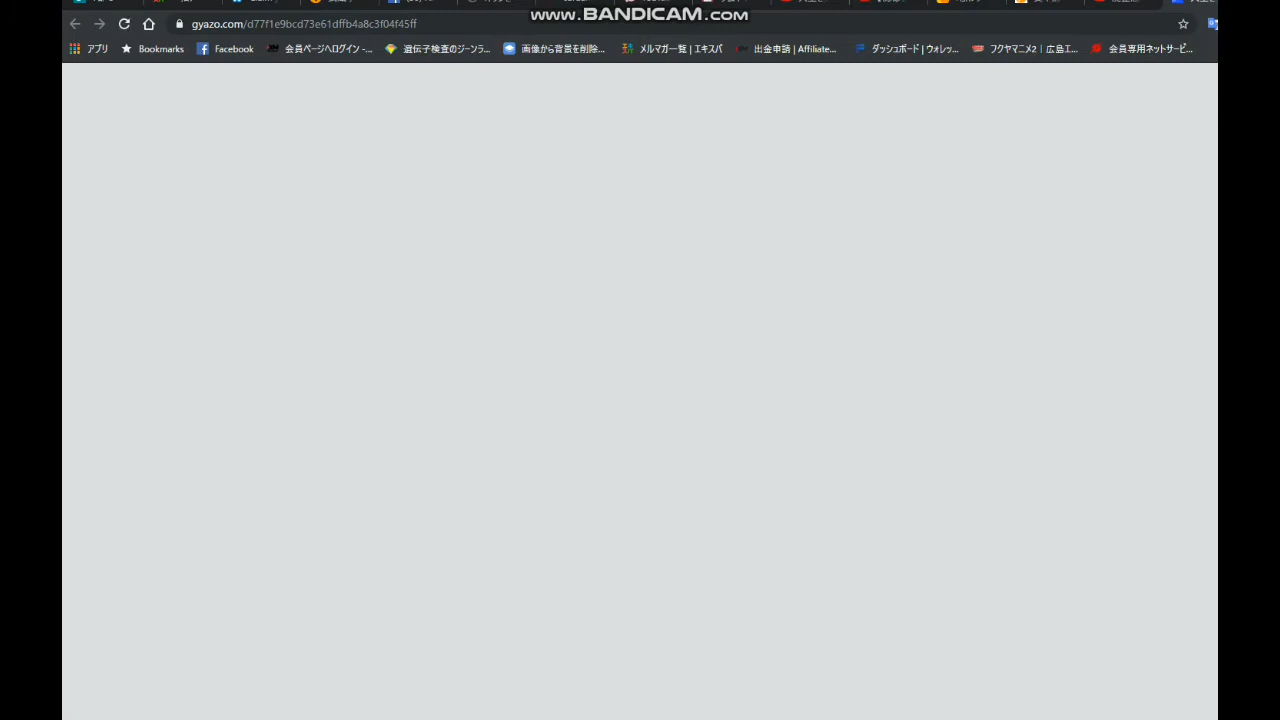 www.BANDICAM.com
gyazo.com/d77f1e9bcd73e61dffb4a8c3f04f45ff
アプリ Bookmarks Facebook 会員ページへログイン -... 遺伝子検査のジーンラ... 画像から背景を削除... メルマガ一覧 | エキスパ 出金申請 | Affiliate... ダッシュボード | ウォレッ... フクヤマニメ2 | 広島エ... 会員専用ネットサービ...